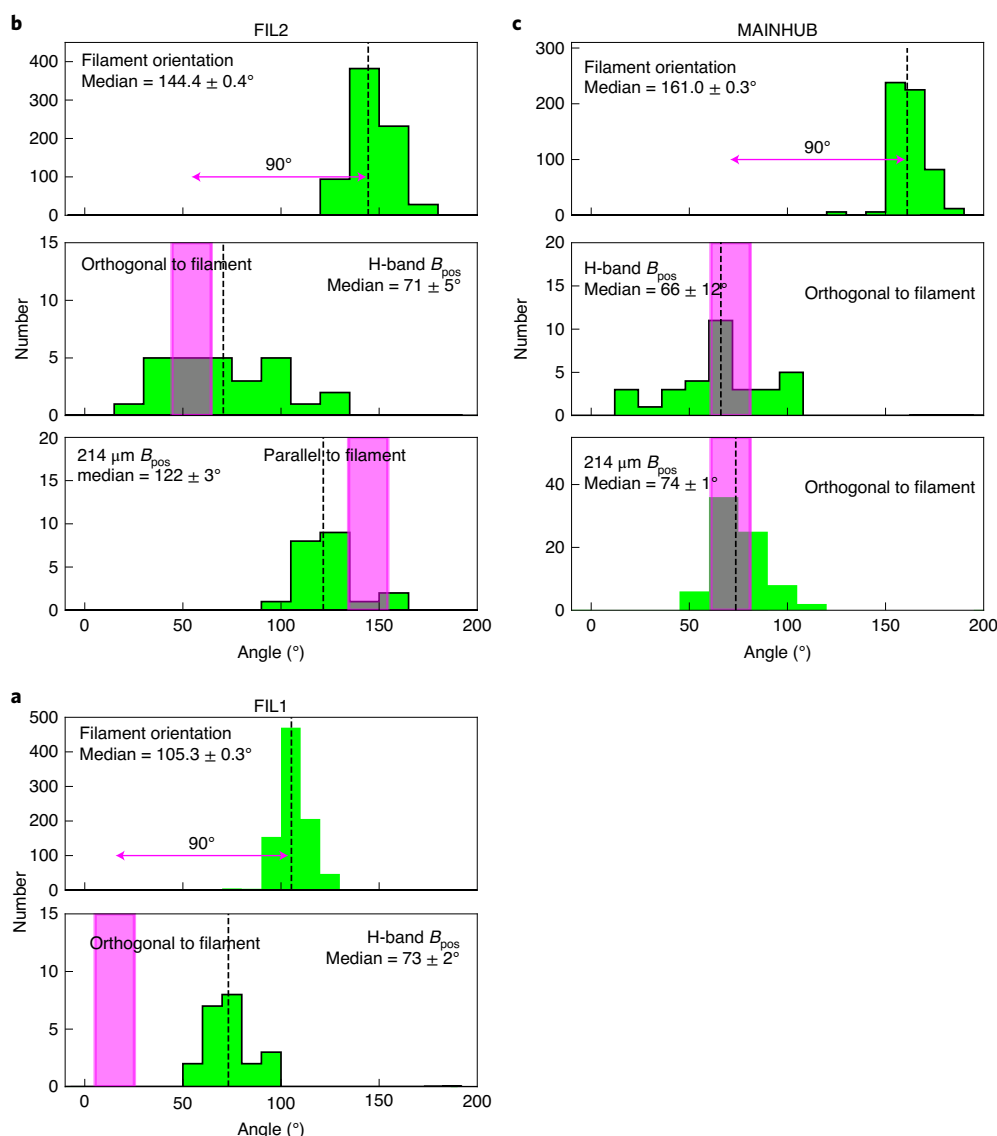 b
FIL2
Filament orientation
Median = 144.4 ± 0.4°
90°
400
300
200
100
0
Orthogonal to filament
H-band Bpos
Median = 71 ± 5°
15
10
5
0
Number
214 μm Bpos
median = 122 ± 3°
Parallel to filament
20
15
10
5
0
0 50 100 150 200
Angle (°)
c
MAINHUB
Filament orientation
Median = 161.0 ± 0.3°
90°
300
200
100
0
H-band Bpos
Median = 66 ± 12°
Orthogonal to filament
20
15
10
5
0
Number
214 μm Bpos
Median = 74 ± 1°
Orthogonal to filament
40
20
0
0 50 100 150 200
Angle (°)
a
FIL1
Filament orientation
Median = 105.3 ± 0.3°
90°
500
400
300
200
100
0
Number
Orthogonal to filament
H-band Bpos
Median = 73 ± 2°
15
10
5
0
0 50 100 150 200
Angle (°)